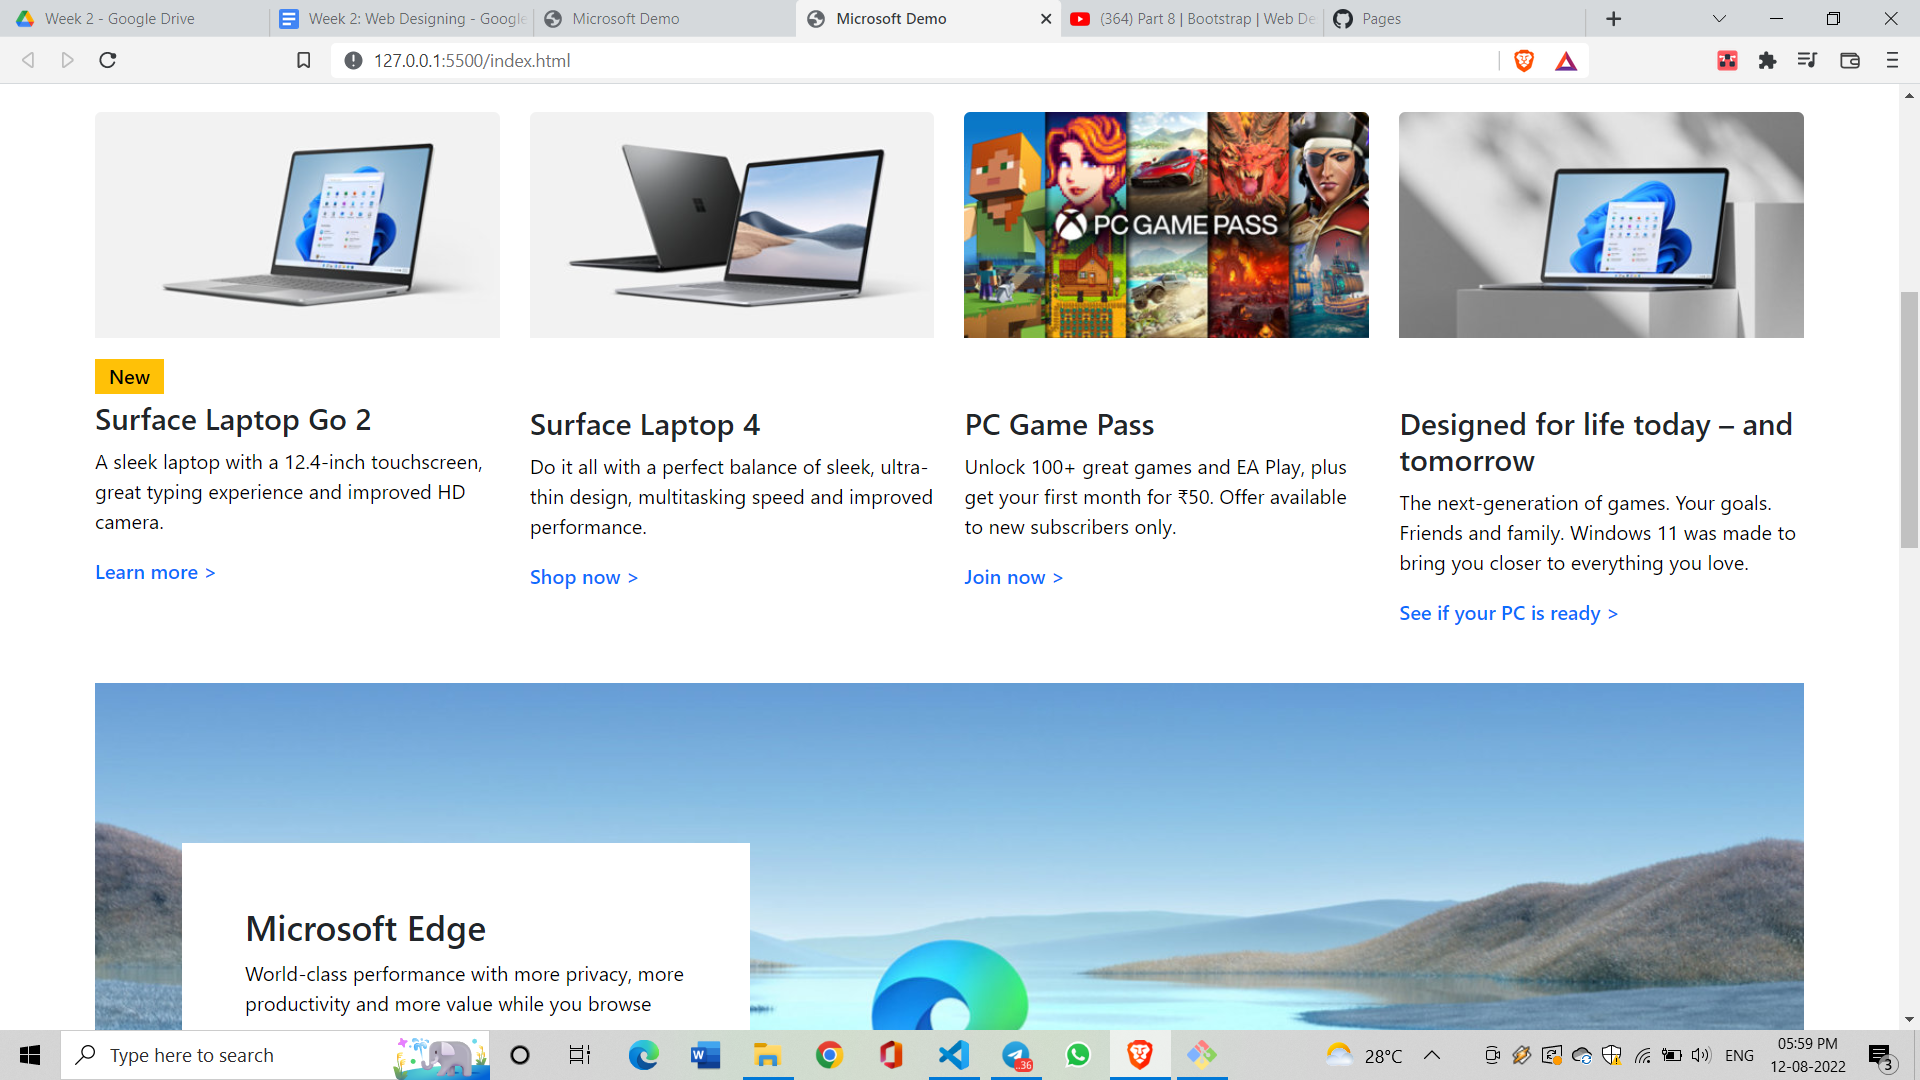 Week 2 - Google Drive
Week 2: Web Designing - Google
Microsoft Demo
Microsoft Demo
(364) Part 8 | Bootstrap | Web De
Pages
127.0.0.1:5500/index.html
PC GAME PASS
New
Surface Laptop Go 2
A sleek laptop with a 12.4-inch touchscreen,
great typing experience and improved HD
camera.
Learn more >
Surface Laptop 4
Do it all with a perfect balance of sleek, ultra-
thin design, multitasking speed and improved
performance.
Shop now >
PC Game Pass
Unlock 100+ great games and EA Play, plus
get your first month for ₹50. Offer available
to new subscribers only.
Join now >
Designed for life today – and
tomorrow
The next-generation of games. Your goals.
Friends and family. Windows 11 was made to
bring you closer to everything you love.
See if your PC is ready >
Microsoft Edge
World-class performance with more privacy, more
productivity and more value while you browse
Type here to search
36
28°C
ENG
05:59 PM
12-08-2022
3